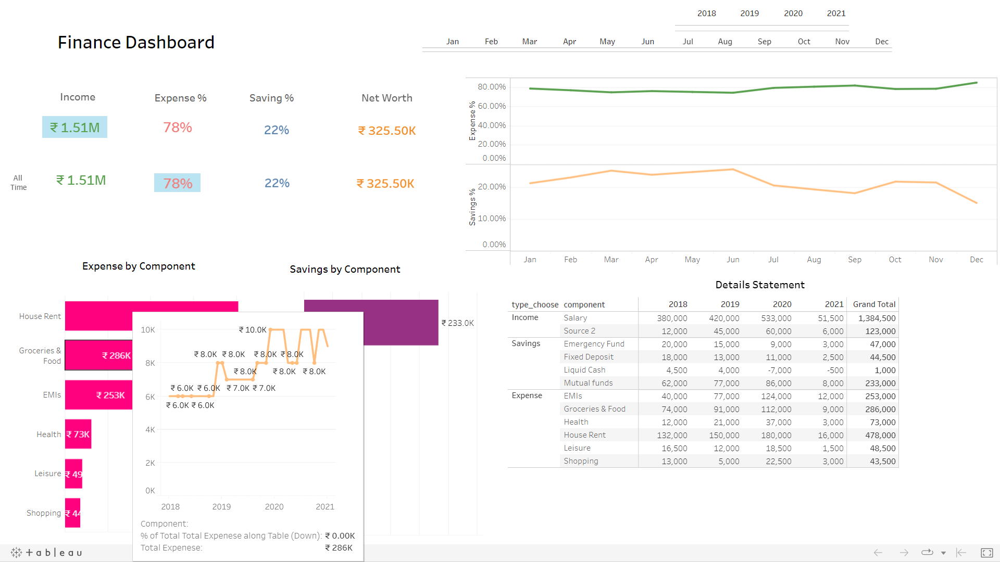 2018 2019 2020 2021
Finance Dashboard
Jan Feb Mar Apr May Jun Jul Aug Sep Oct Nov Dec
Income Expense % Saving % Net Worth
₹ 1.51M 78% 22% ₹ 325.50K
All Time ₹ 1.51M 78% 22% ₹ 325.50K
Expense %
80.00%
60.00%
40.00%
20.00%
0.00%
Savings %
20.00%
10.00%
0.00%
Jan Feb Mar Apr May Jun Jul Aug Sep Oct Nov Dec
Expense by Component
House Rent
Groceries & Food ₹ 286K
EMIs ₹ 253K
Health ₹ 73K
Leisure ₹ 49
Shopping ₹ 44
Savings by Component
₹ 233.0K
10K
8K
6K
4K
2K
0K
₹ 10.0K
₹ 8.0K ₹ 8.0K ₹ 8.0K ₹ 8.0K
₹ 8.0K ₹ 8.0K ₹ 8.0K
₹ 6.0K ₹ 6.0K ₹ 7.0K ₹ 7.0K
₹ 6.0K ₹ 6.0K
2018 2019 2020 2021
Component:
% of Total Total Expenese along Table (Down): ₹ 0.00K
Total Expenese: ₹ 286K
Details Statement
type_choose component 2018 2019 2020 2021 Grand Total
Income Salary 380,000 420,000 533,000 51,500 1,384,500
Source 2 12,000 45,000 60,000 6,000 123,000
Savings Emergency Fund 20,000 15,000 9,000 3,000 47,000
Fixed Deposit 18,000 13,000 11,000 2,500 44,500
Liquid Cash 4,500 4,000 -7,000 -500 1,000
Mutual funds 62,000 77,000 86,000 8,000 233,000
Expense EMIs 40,000 77,000 124,000 12,000 253,000
Groceries & Food 74,000 91,000 112,000 9,000 286,000
Health 12,000 21,000 37,000 3,000 73,000
House Rent 132,000 150,000 180,000 16,000 478,000
Leisure 16,500 12,000 18,500 1,500 48,500
Shopping 13,000 5,000 22,500 3,000 43,500
+ a b | e a u